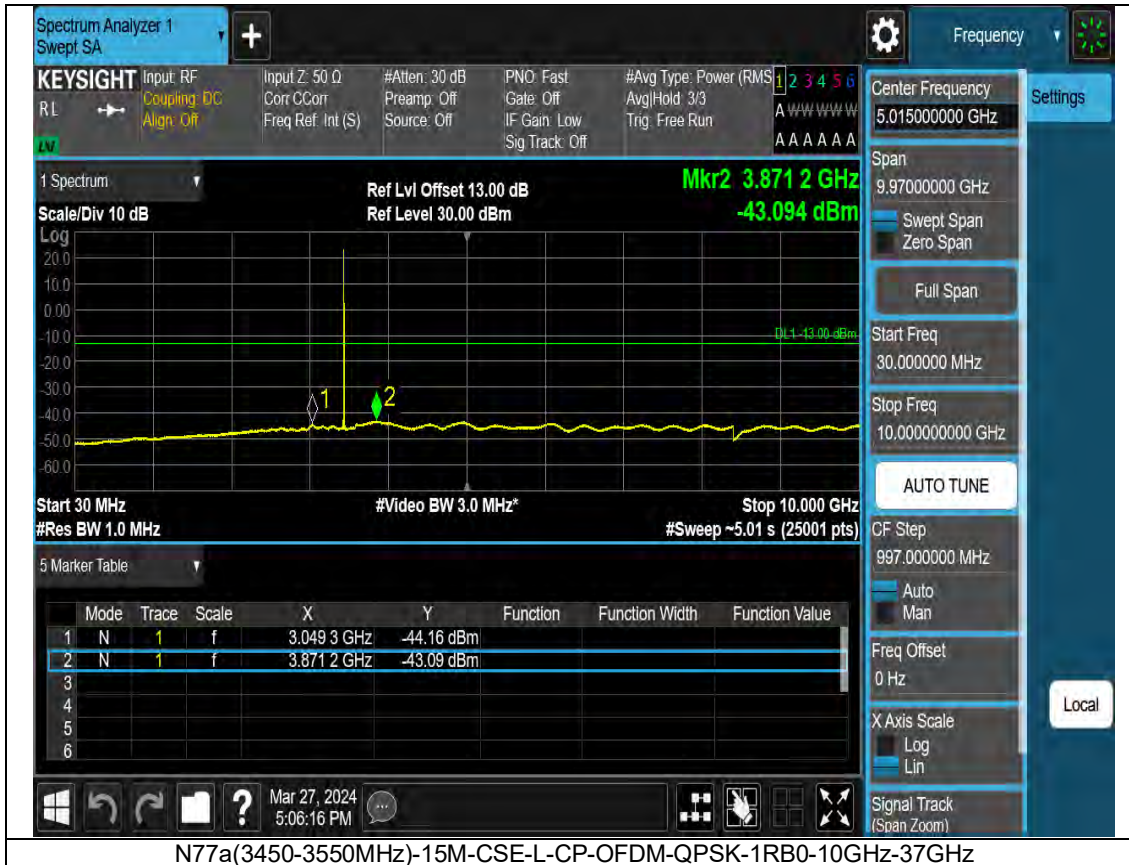 Spectrum Analyzer 1
Swept SA
+
Frequency
KEYSIGHT
RL
Input: RF
Coupling: DC
Align: Off
Input Z: 50 Ω
Corr CCorr
Freq Ref: Int (S)
#Atten: 30 dB
Preamp: Off
Source: Off
PNO: Fast
Gate: Off
IF Gain: Low
Sig Track: Off
#Avg Type: Power (RMS
Avg|Hold: 3/3
Trig: Free Run
1 2 3 4 5 6
A W W W W W
A A A A A A
1 Spectrum
Scale/Div 10 dB
Ref Lvl Offset 13.00 dB
Ref Level 30.00 dBm
Mkr2 3.871 2 GHz
-43.094 dBm
Log
20.0
10.0
0.00
-10.0
-20.0
-30.0
-40.0
-50.0
-60.0
DL1 -13.00 dBm
1
2
Start 30 MHz
#Video BW 3.0 MHz*
Stop 10.000 GHz
#Res BW 1.0 MHz
#Sweep ~5.01 s (25001 pts)
5 Marker Table
Mode Trace Scale X Y Function Function Width Function Value
1 N 1 f 3.049 3 GHz -44.16 dBm
2 N 1 f 3.871 2 GHz -43.09 dBm
3
4
5
6
Center Frequency
5.015000000 GHz
Span
9.97000000 GHz
Swept Span
Zero Span
Full Span
Start Freq
30.000000 MHz
Stop Freq
10.000000000 GHz
AUTO TUNE
CF Step
997.000000 MHz
Auto
Man
Freq Offset
0 Hz
X Axis Scale
Log
Lin
Signal Track
(Span Zoom)
Settings
Local
?
Mar 27, 2024
5:06:16 PM
N77a(3450-3550MHz)-15M-CSE-L-CP-OFDM-QPSK-1RB0-10GHz-37GHz